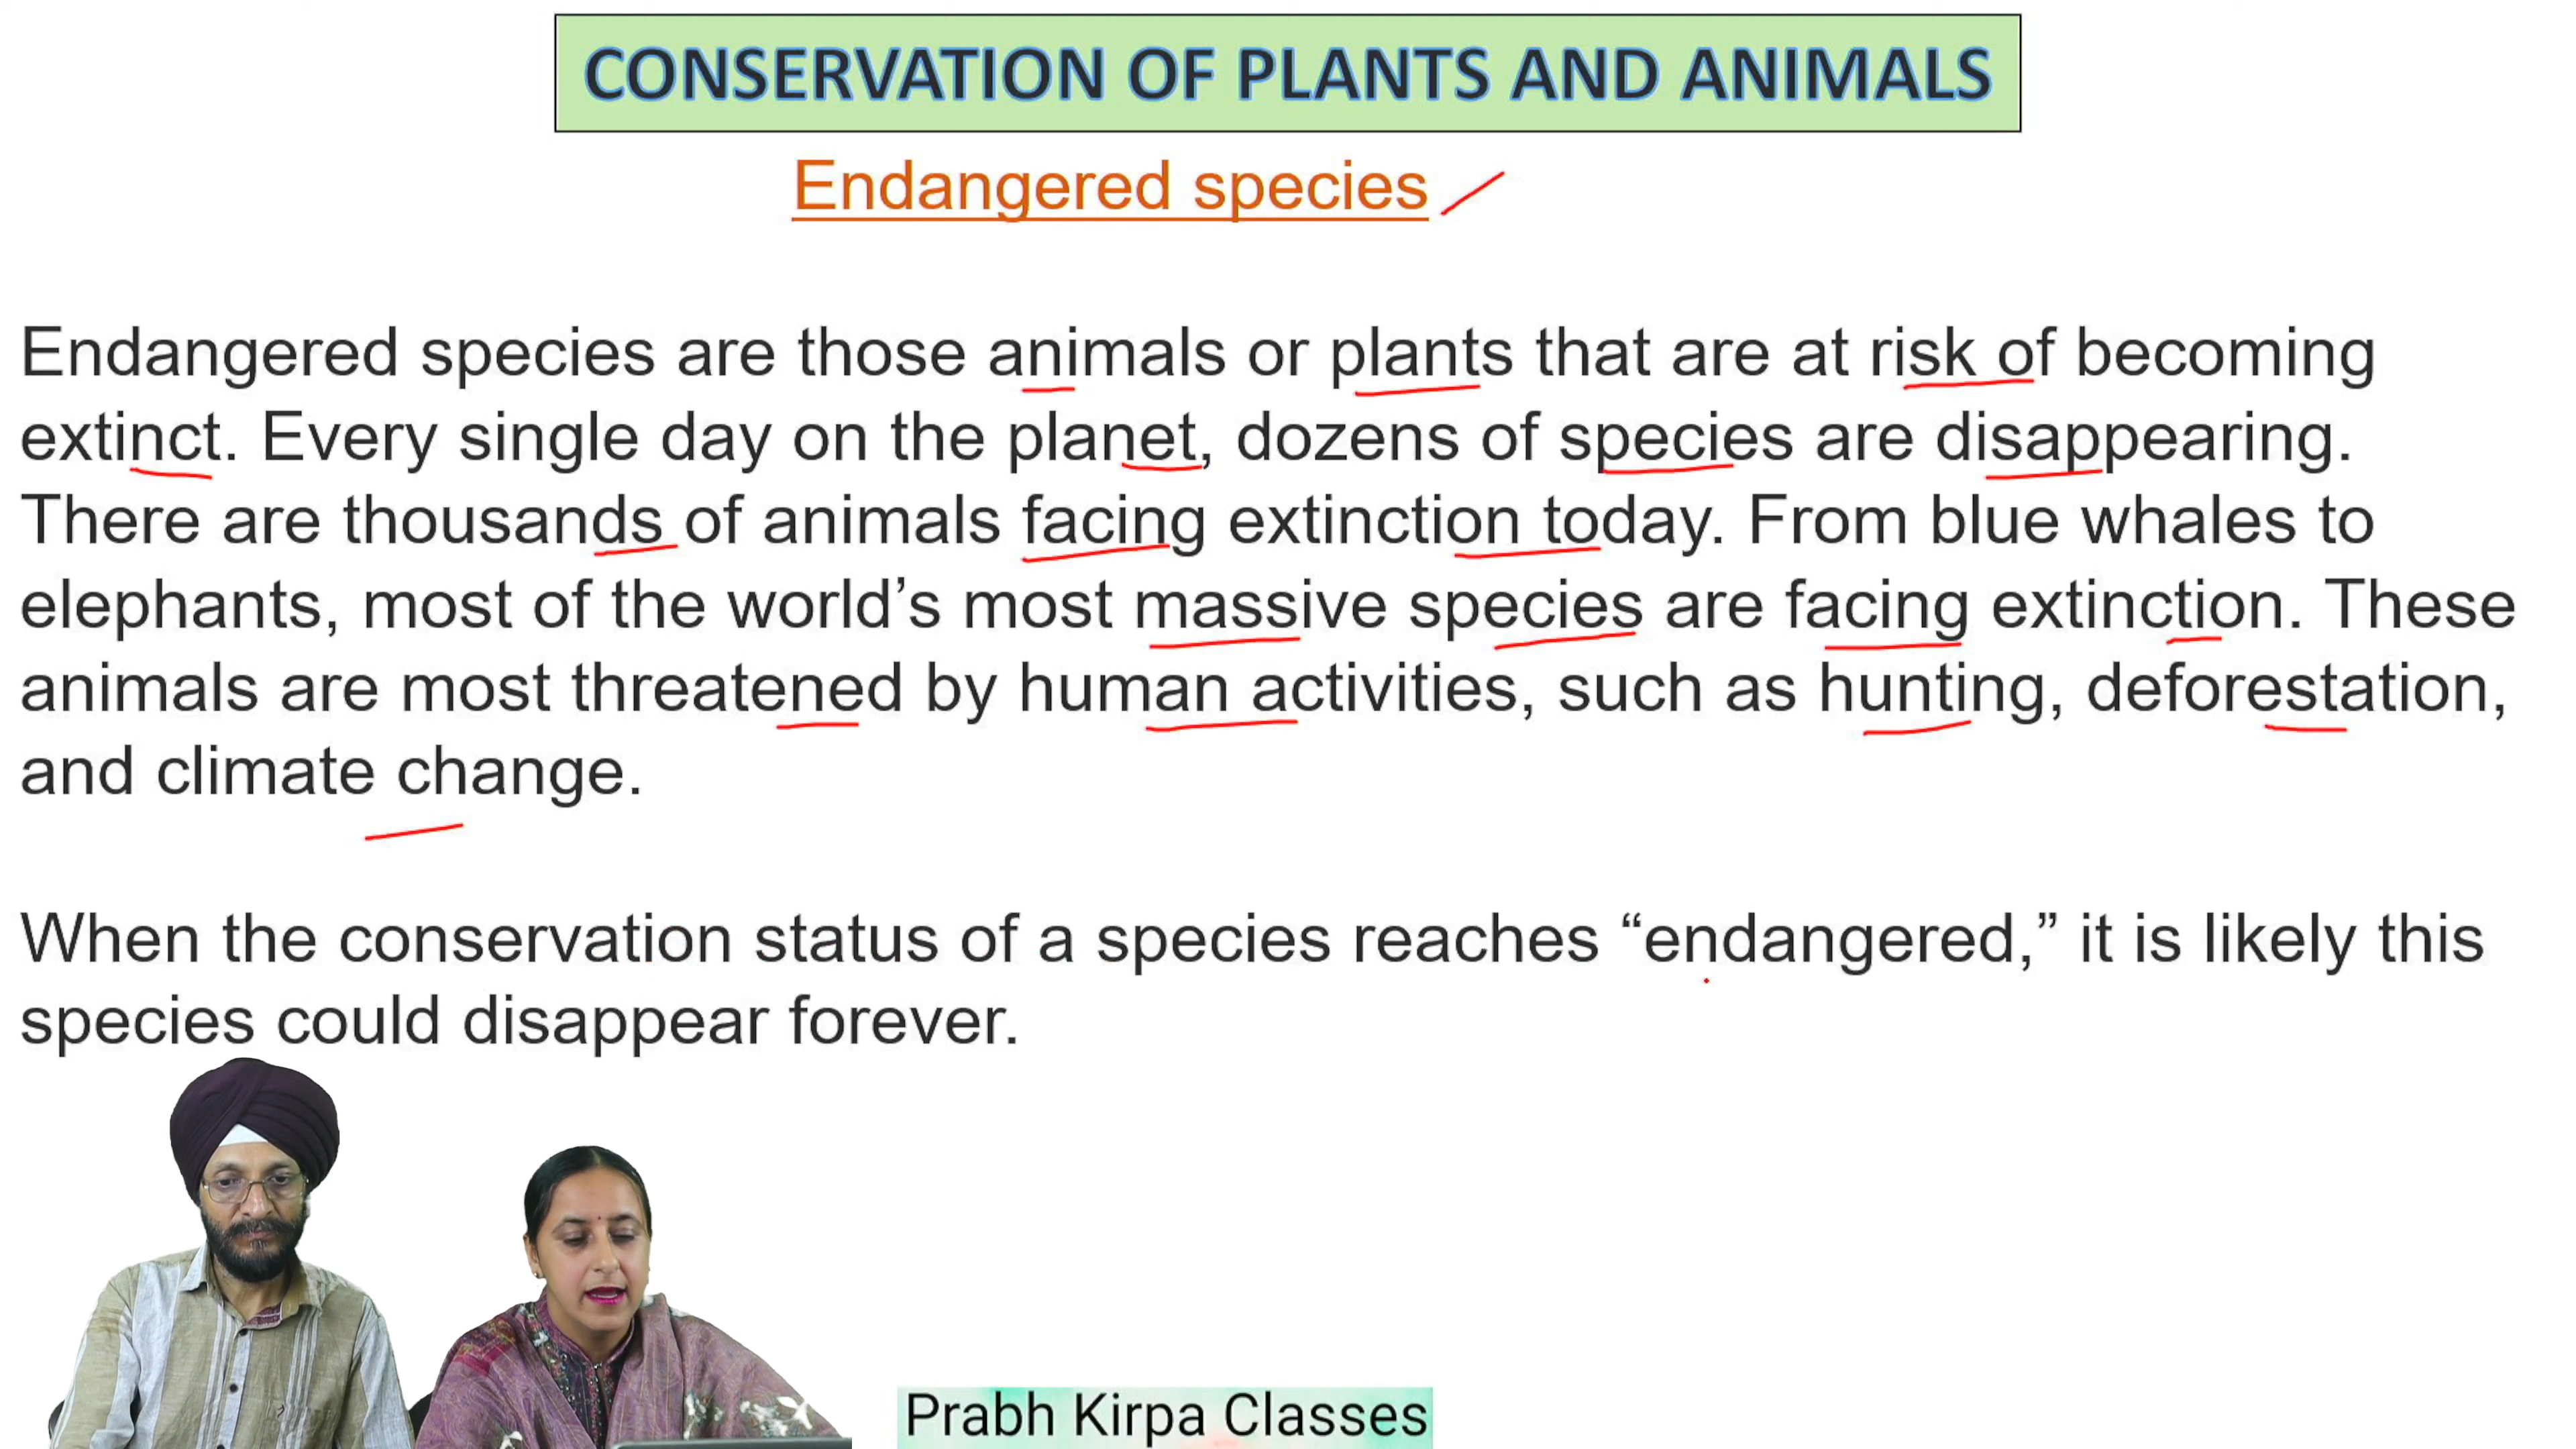 CONSERVATION OF PLANTS AND ANIMALS
Endangered species
Endangered species are those animals or plants that are at risk of becoming
extinct. Every single day on the planet, dozens of species are disappearing.
There are thousands of animals facing extinction today. From blue whales to
elephants, most of the world’s most massive species are facing extinction. These
animals are most threatened by human activities, such as hunting, deforestation,
and climate change.
When the conservation status of a species reaches “endangered,” it is likely this
species could disappear forever.
Prabh Kirpa Classes